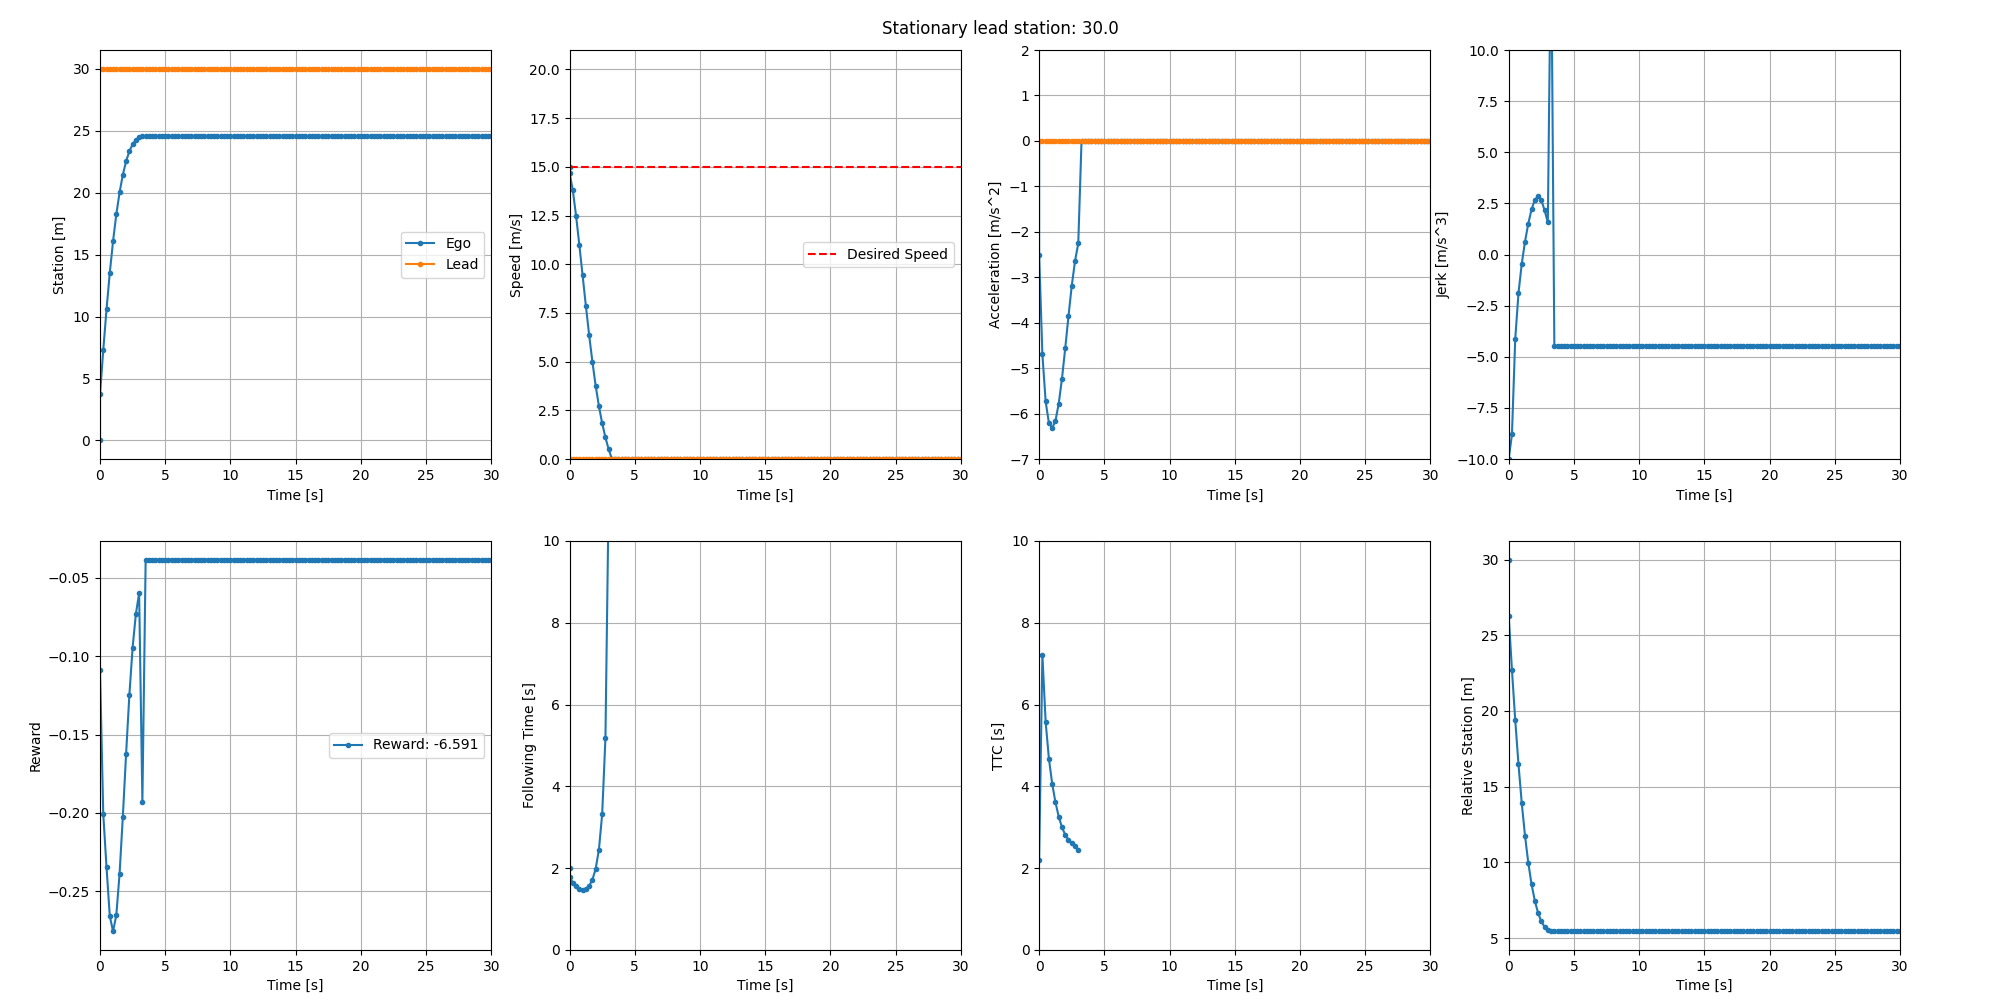 Stationary lead station: 30.0
30
25
20
15
10
5
0
Station [m]
Ego
Lead
0 5 10 15 20 25 30
Time [s]
20.0
17.5
15.0
12.5
10.0
7.5
5.0
2.5
0.0
Speed [m/s]
Desired Speed
0 5 10 15 20 25 30
Time [s]
2
1
0
−1
−2
−3
−4
−5
−6
−7
Acceleration [m/s^2]
0 5 10 15 20 25 30
Time [s]
10.0
7.5
5.0
2.5
0.0
−2.5
−5.0
−7.5
−10.0
Jerk [m/s^3]
0 5 10 15 20 25 30
Time [s]
−0.05
−0.10
−0.15
−0.20
−0.25
Reward
Reward: -6.591
0 5 10 15 20 25 30
Time [s]
10
8
6
4
2
0
Following Time [s]
0 5 10 15 20 25 30
Time [s]
10
8
6
4
2
0
TTC [s]
0 5 10 15 20 25 30
Time [s]
30
25
20
15
10
5
Relative Station [m]
0 5 10 15 20 25 30
Time [s]